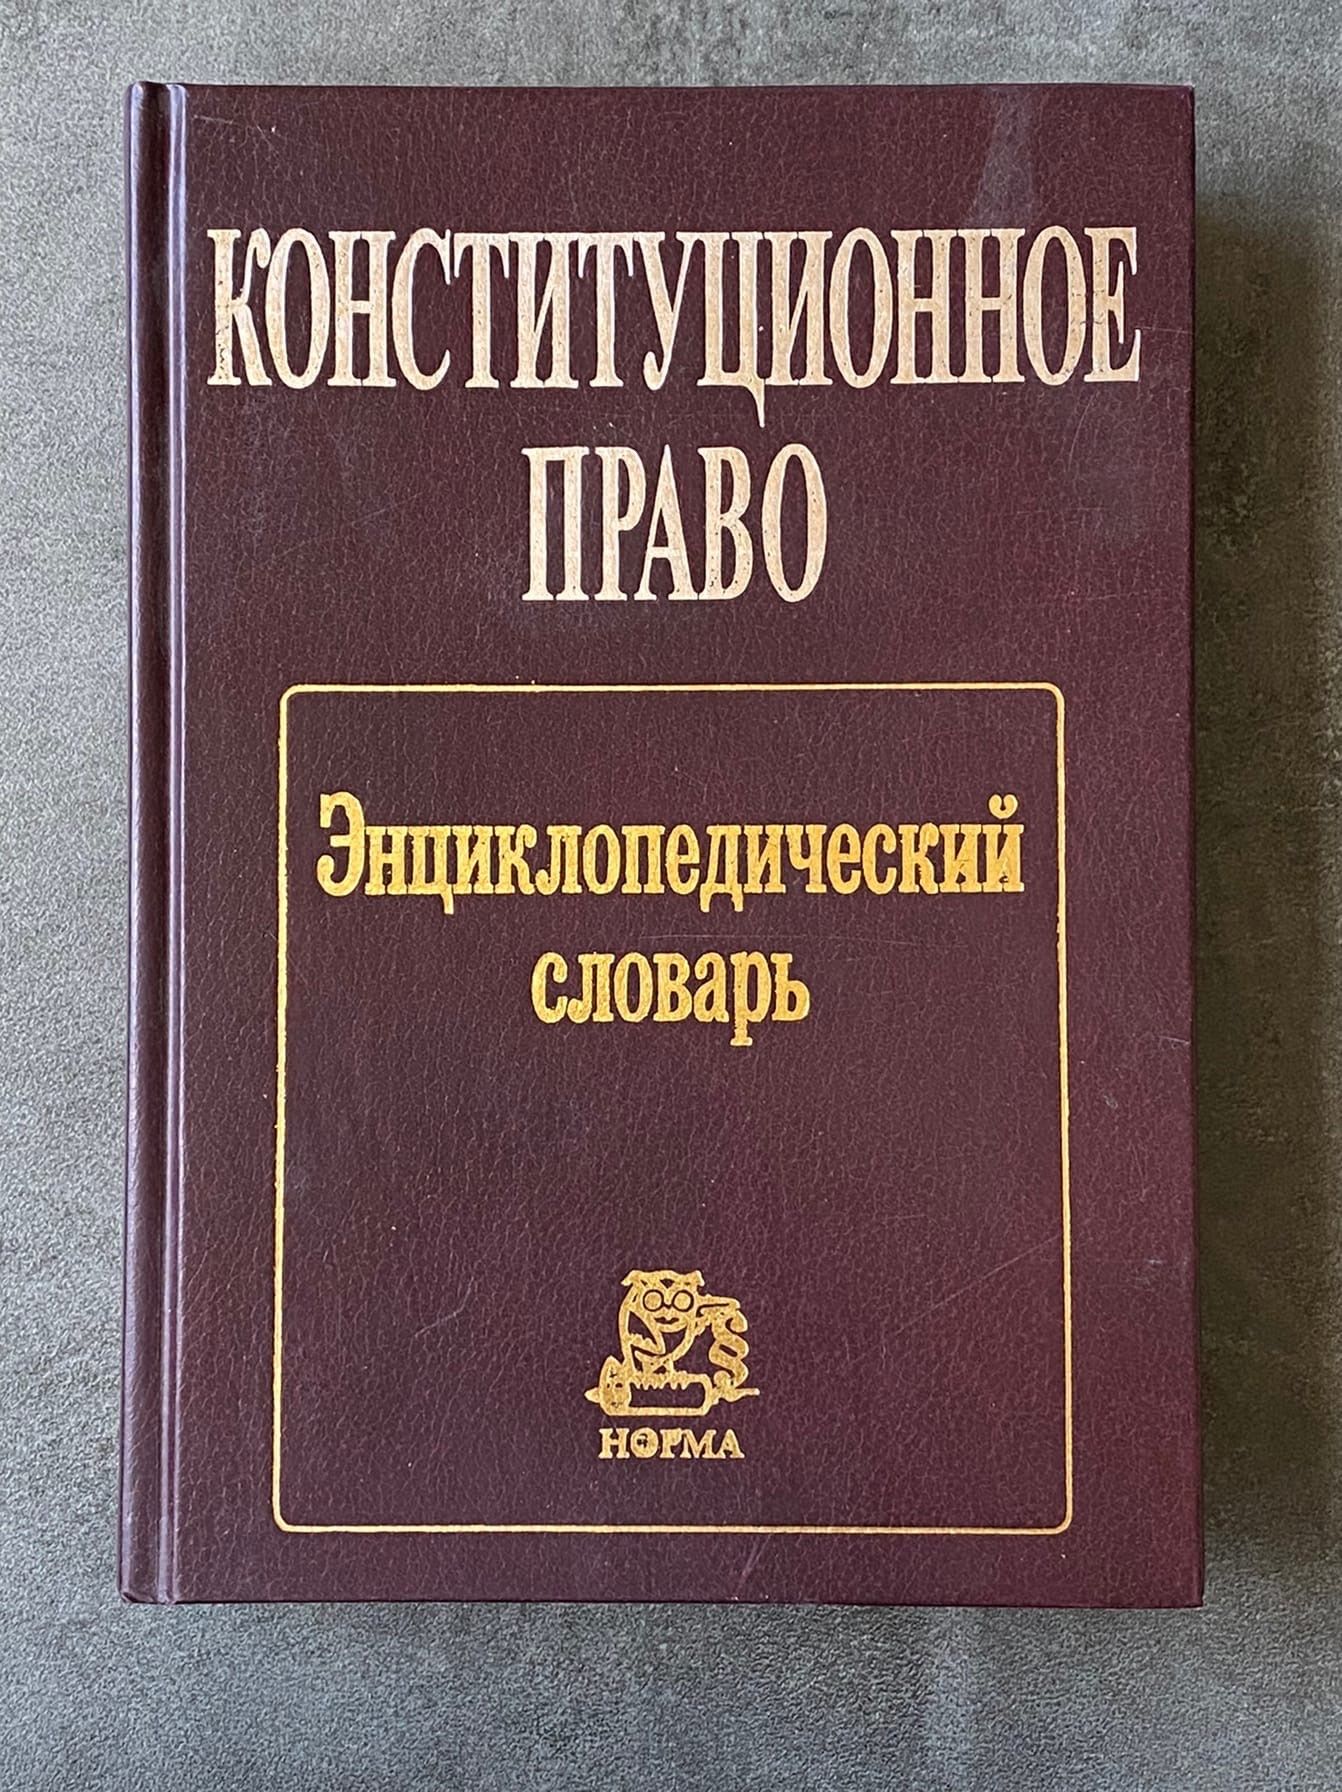 КОНСТИТУЦИОННОЕ
ПРАВО
Энциклопедический
словарь
НОРМА